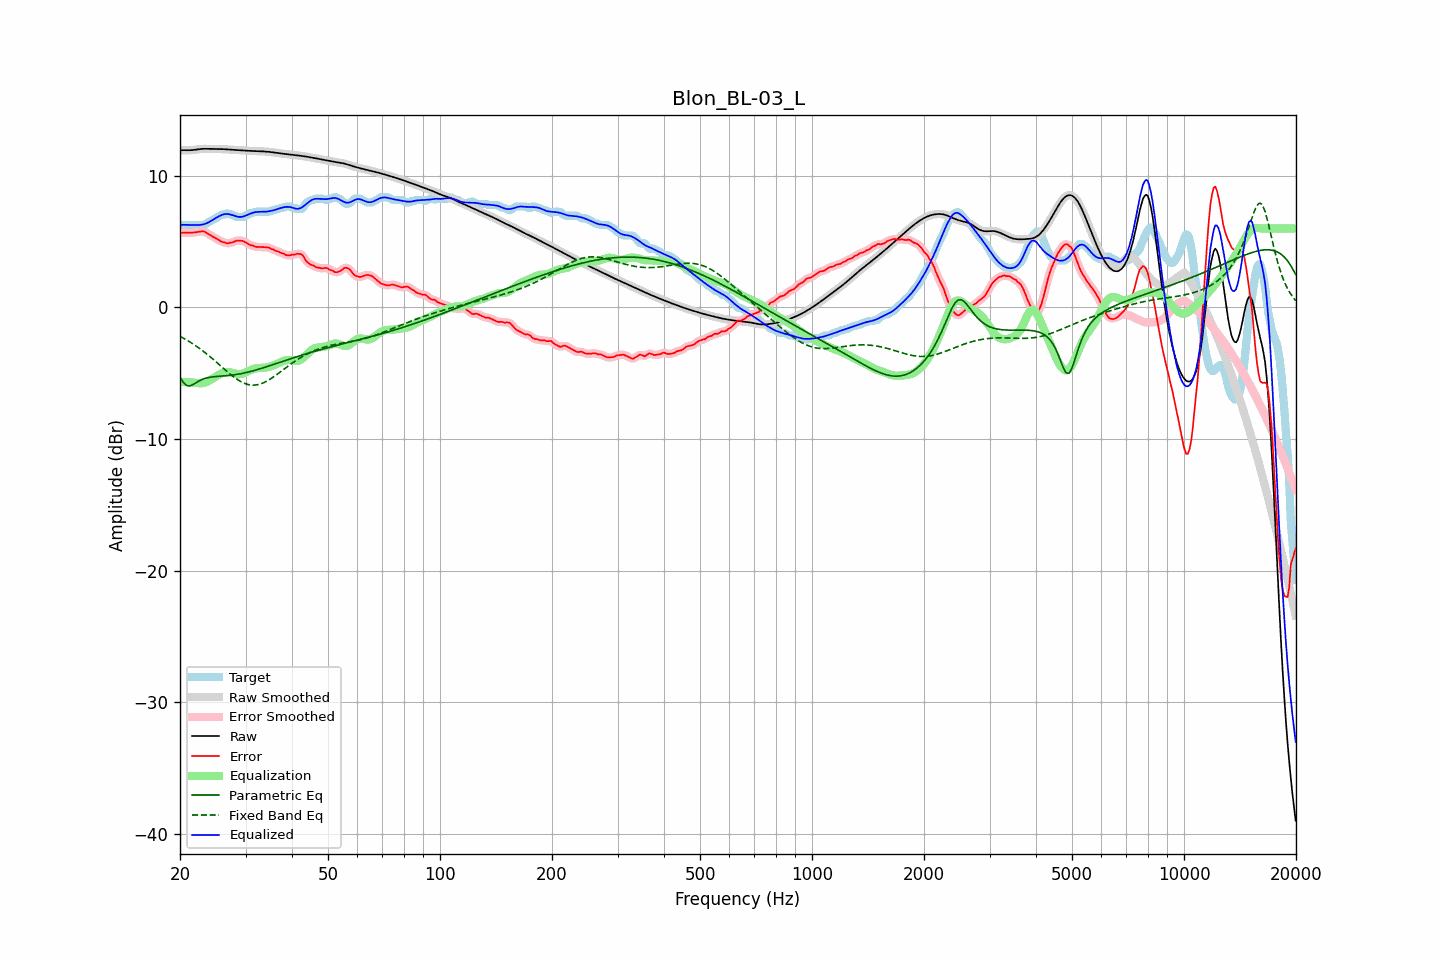 Blon_BL-03_L
Amplitude (dBr)
10
0
−10
−20
−30
−40
Target
Raw Smoothed
Error Smoothed
Raw
Error
Equalization
Parametric Eq
Fixed Band Eq
Equalized
20 50 100 200 500 1000 2000 5000 10000 20000
Frequency (Hz)